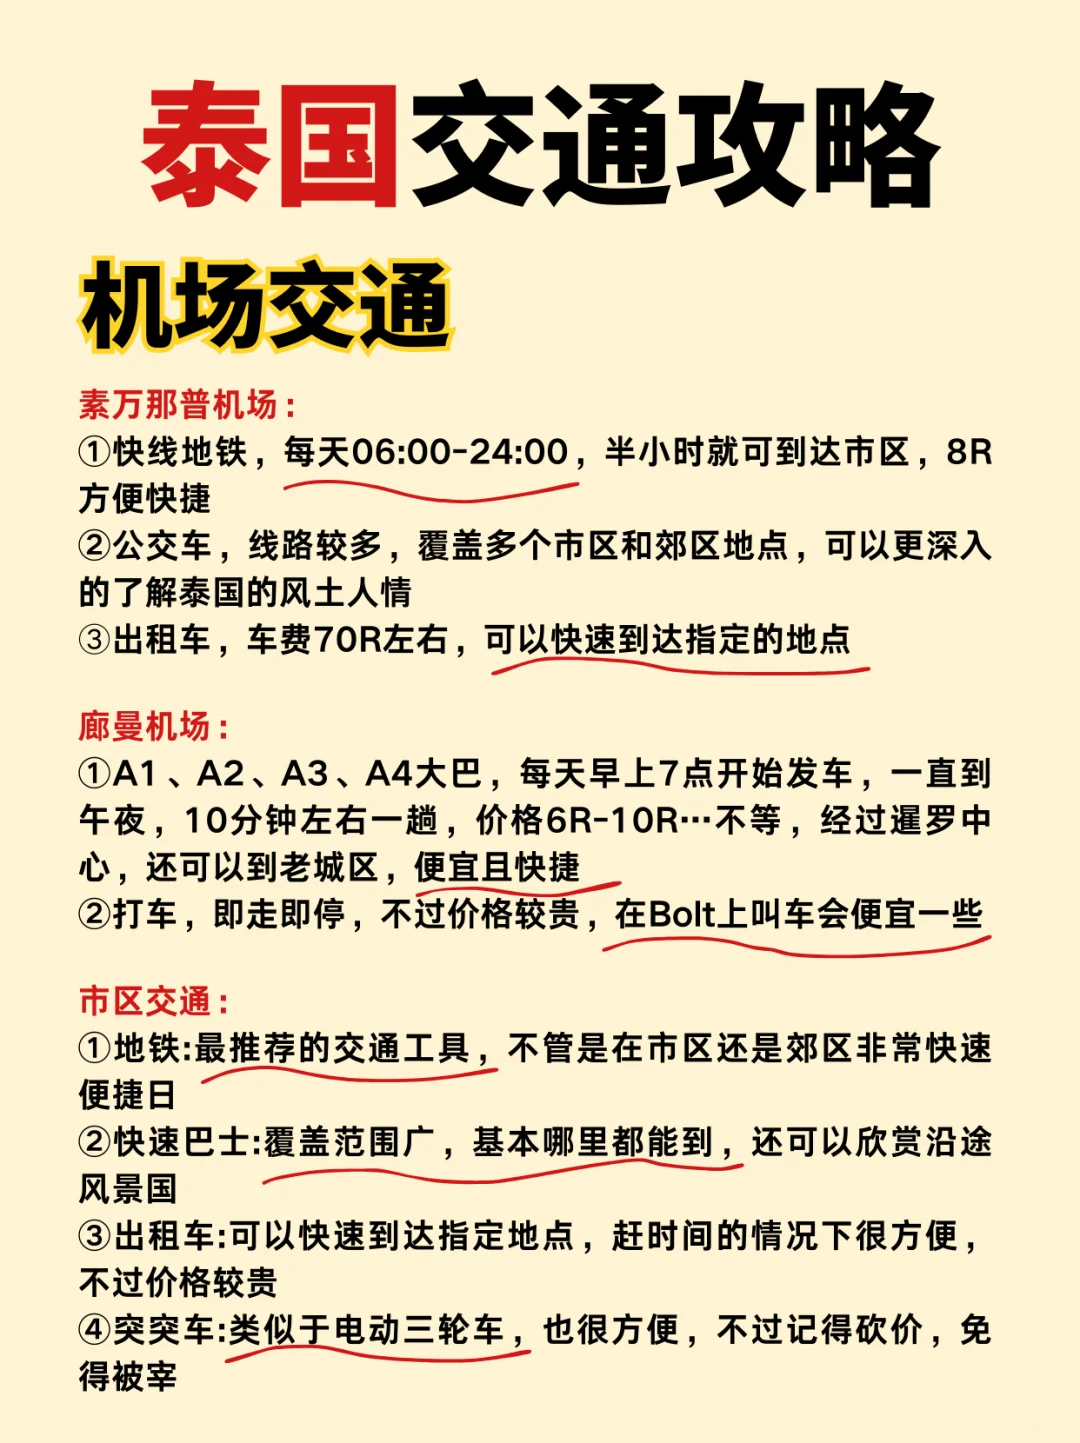 泰国交通攻略
机场交通
素万那普机场：
①快线地铁，每天06:00-24:00，半小时就可到达市区，8R
方便快捷
②公交车，线路较多，覆盖多个市区和郊区地点，可以更深入
的了解泰国的风土人情
③出租车，车费70R左右，可以快速到达指定的地点
廊曼机场：
①A1、A2、A3、A4大巴，每天早上7点开始发车，一直到
午夜，10分钟左右一趟，价格6R-10R…不等，经过暹罗中
心，还可以到老城区，便宜且快捷
②打车，即走即停，不过价格较贵，在Bolt上叫车会便宜一些
市区交通：
①地铁:最推荐的交通工具，不管是在市区还是郊区非常快速
便捷日
②快速巴士:覆盖范围广，基本哪里都能到，还可以欣赏沿途
风景国
③出租车:可以快速到达指定地点，赶时间的情况下很方便，
不过价格较贵
④突突车:类似于电动三轮车，也很方便，不过记得砍价，免
得被宰